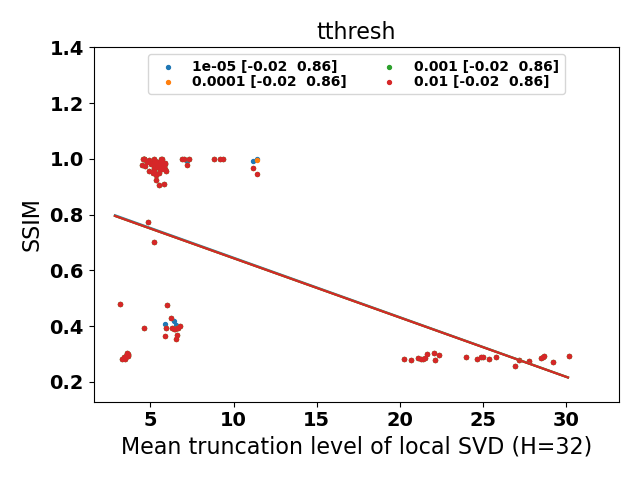 tthresh
1e-05 [-0.02  0.86]
0.0001 [-0.02  0.86]
0.001 [-0.02  0.86]
0.01 [-0.02  0.86]
1.4
1.2
1.0
0.8
0.6
0.4
0.2
SSIM
5 10 15 20 25 30
Mean truncation level of local SVD (H=32)